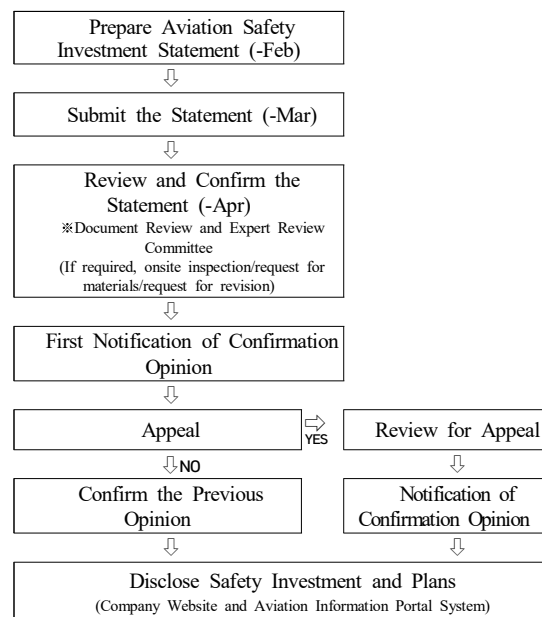 Prepare Aviation Safety
Investment Statement (-Feb)
Submit the Statement (-Mar)
Review and Confirm the
Statement (-Apr)
※Document Review and Expert Review
Committee
(If required, onsite inspection/request for
materials/request for revision)
First Notification of Confirmation
Opinion
Appeal
YES
Review for Appeal
NO
Confirm the Previous
Opinion
Notification of
Confirmation Opinion
Disclose Safety Investment and Plans
(Company Website and Aviation Information Portal System)